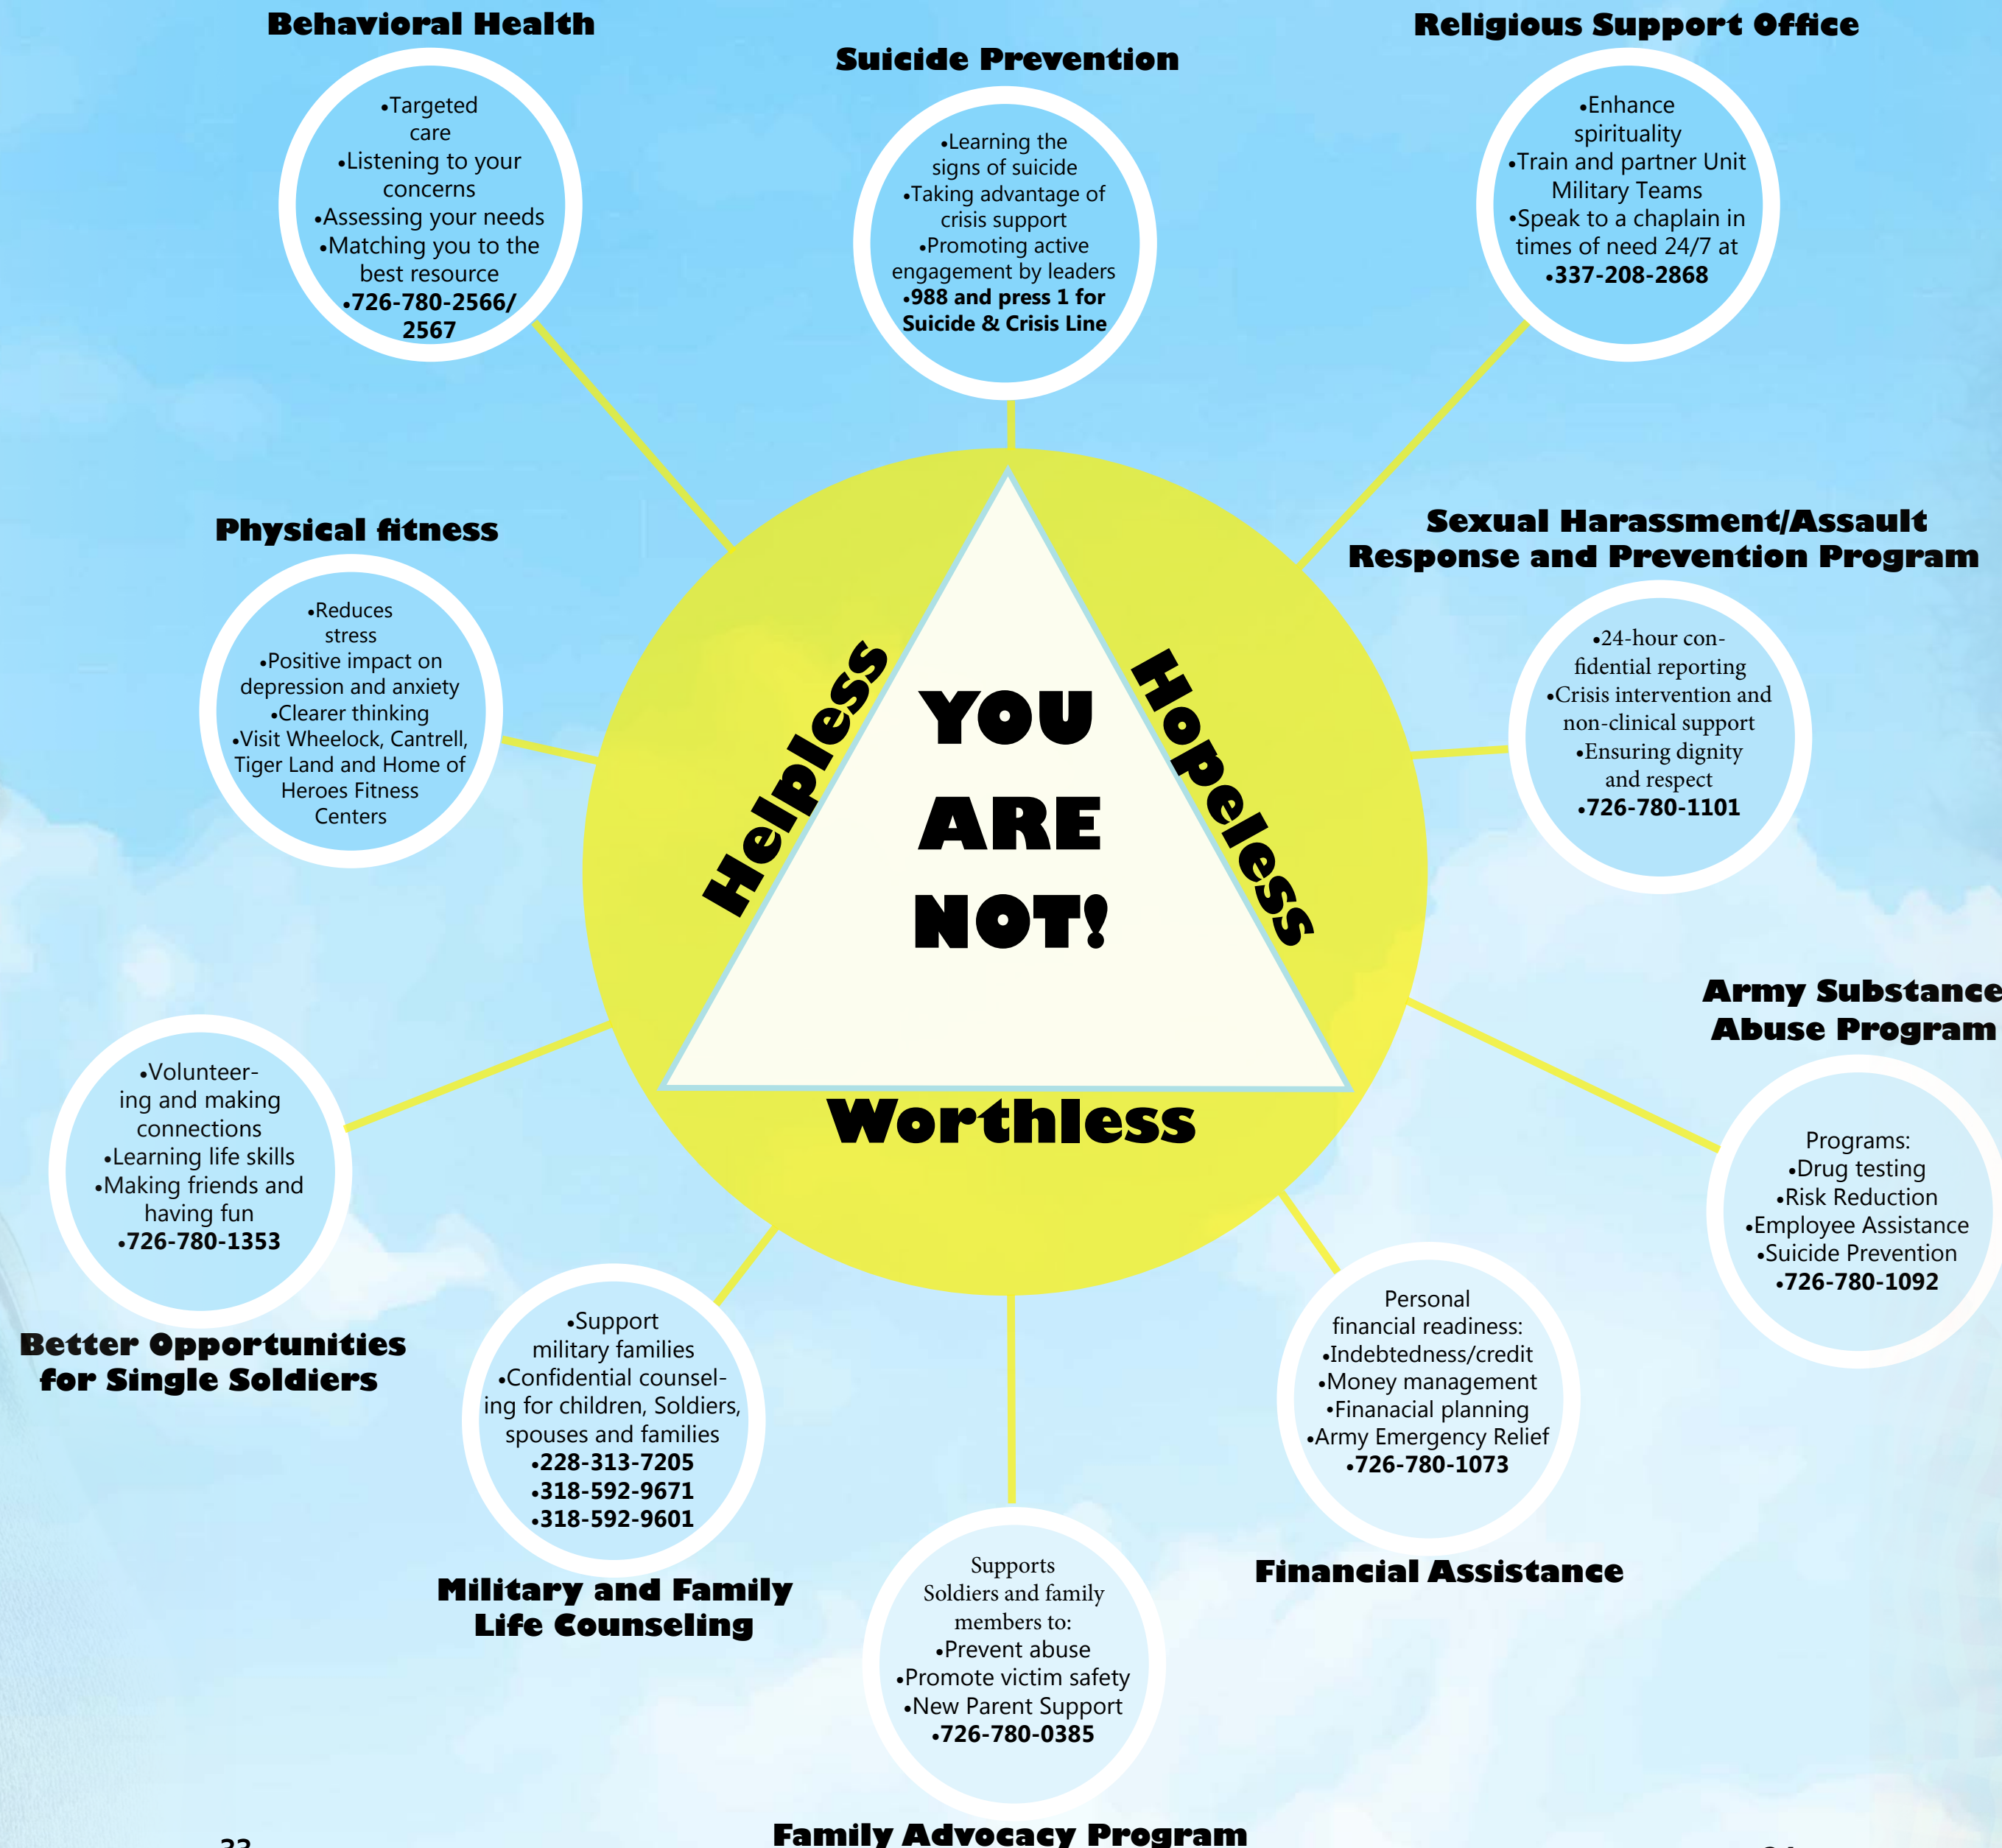 Behavioral Health
•Targeted
care
•Listening to your
concerns
•Assessing your needs
•Matching you to the
best resource
•726-780-2566/
2567
Suicide Prevention
•Learning the
signs of suicide
•Taking advantage of
crisis support
•Promoting active
engagement by leaders
•988 and press 1 for
Suicide & Crisis Line
Religious Support Office
•Enhance
spirituality
•Train and partner Unit
Military Teams
•Speak to a chaplain in
times of need 24/7 at
•337-208-2868
Physical fitness
•Reduces
stress
•Positive impact on
depression and anxiety
•Clearer thinking
•Visit Wheelock, Cantrell,
Tiger Land and Home of
Heroes Fitness
Centers
Helpless
YOU
ARE
NOT!
Hopeless
Worthless
Sexual Harassment/Assault
Response and Prevention Program
•24-hour con-
fidential reporting
•Crisis intervention and
non-clinical support
•Ensuring dignity
and respect
•726-780-1101
Army Substance
Abuse Program
Programs:
•Drug testing
•Risk Reduction
•Employee Assistance
•Suicide Prevention
•726-780-1092
•Volunteer-
ing and making
connections
•Learning life skills
•Making friends and
having fun
•726-780-1353
Better Opportunities
for Single Soldiers
•Support
military families
•Confidential counsel-
ing for children, Soldiers,
spouses and families
•228-313-7205
•318-592-9671
•318-592-9601
Military and Family
Life Counseling
Personal
financial readiness:
•Indebtedness/credit
•Money management
•Finanacial planning
•Army Emergency Relief
•726-780-1073
Financial Assistance
Supports
Soldiers and family
members to:
•Prevent abuse
•Promote victim safety
•New Parent Support
•726-780-0385
Family Advocacy Program